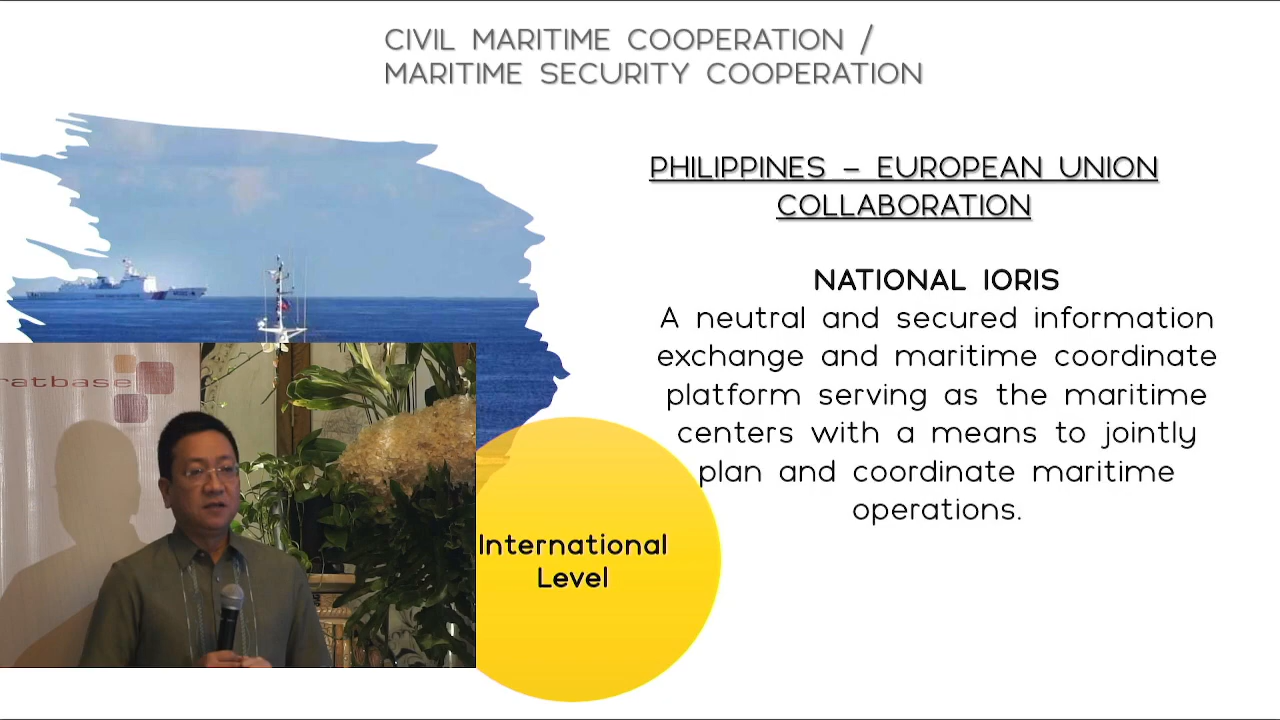 CIVIL MARITIME COOPERATION /
MARITIME SECURITY COOPERATION
PHILIPPINES – EUROPEAN UNION
COLLABORATION
NATIONAL IORIS
A neutral and secured information
exchange and maritime coordinate
platform serving as the maritime
centers with a means to jointly
plan and coordinate maritime
operations.
ratbase
International
Level